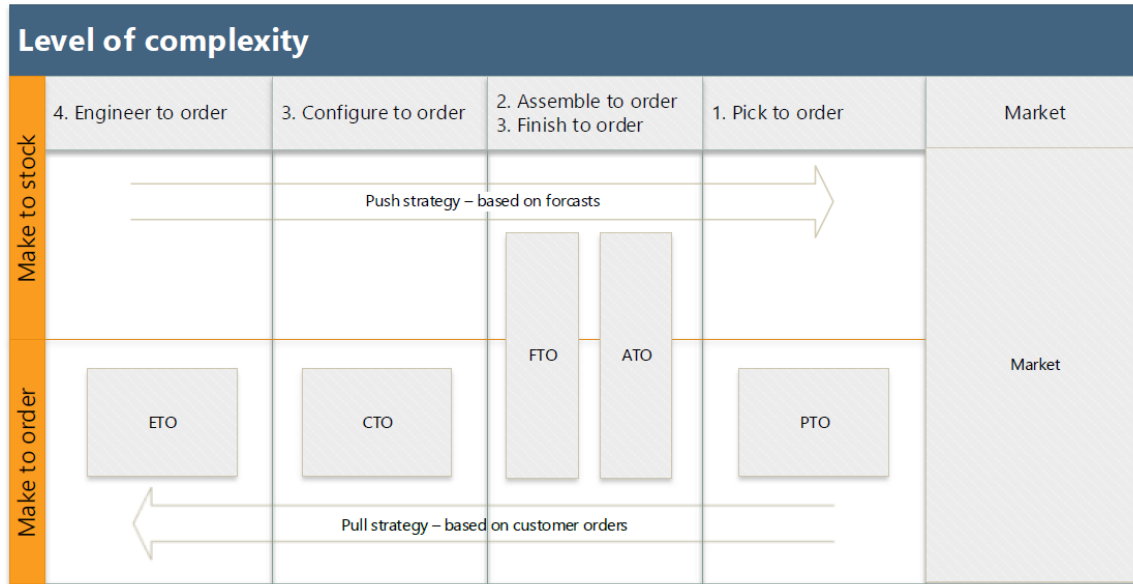 Level of complexity
4. Engineer to order
3. Configure to order
2. Assemble to order
3. Finish to order
1. Pick to order
Market
Make to stock
Push strategy – based on forcasts
FTO
ATO
Market
Make to order
ETO
CTO
PTO
Pull strategy – based on customer orders